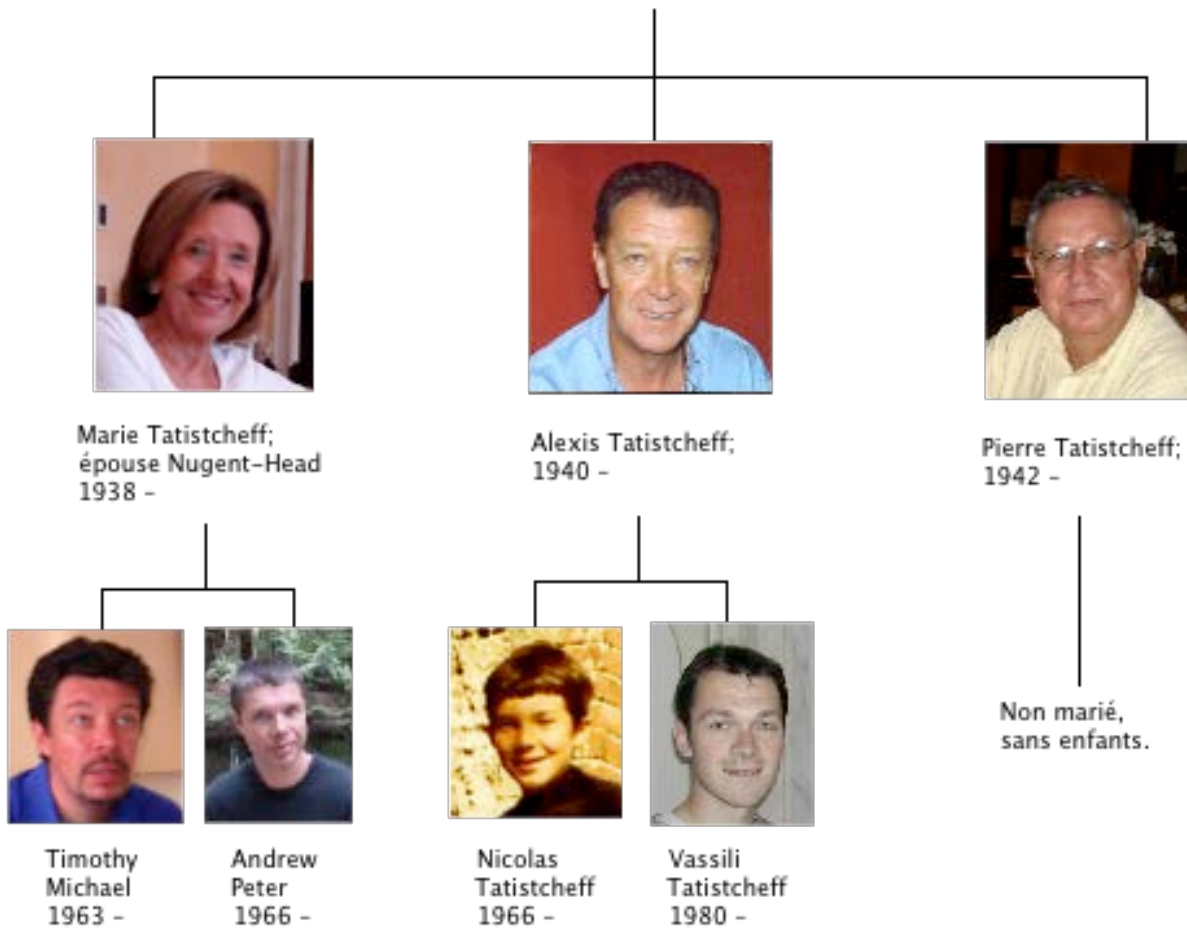 Marie Tatistcheff;
épouse Nugent-Head
1938 -
Alexis Tatistcheff;
1940 -
Pierre Tatistcheff;
1942 -
Non marié,
sans enfants.
Timothy
Michael
1963 -
Andrew
Peter
1966 -
Nicolas
Tatistcheff
1966 -
Vassili
Tatistcheff
1980 -